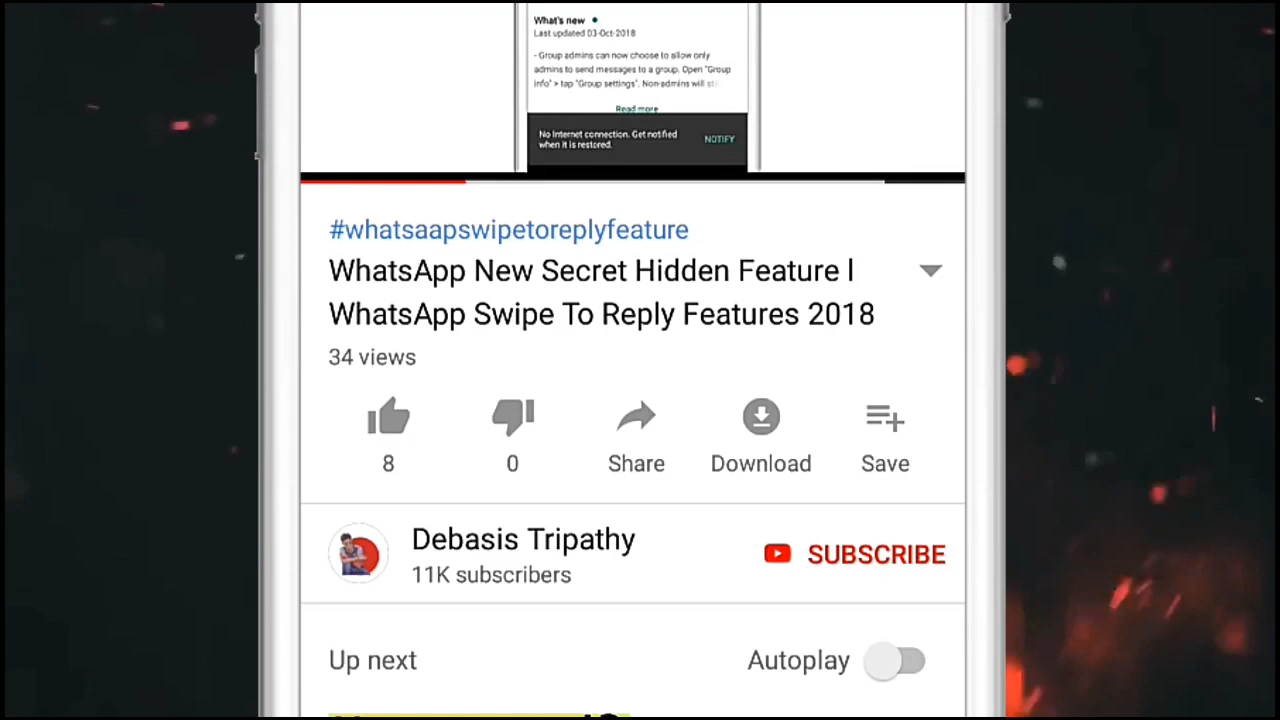 What's new
Last updated 03-Oct-2018
- Group admins can now choose to allow only
admins to send messages to a group. Open "Group
info" > tap "Group settings". Non-admins will sti
Read more
No Internet connection. Get notified
when it is restored.
NOTIFY
#whatsaapswipetoreplyfeature
WhatsApp New Secret Hidden Feature l
WhatsApp Swipe To Reply Features 2018
34 views
8
0
Share
Download
Save
Debasis Tripathy
11K subscribers
SUBSCRIBE
Up next
Autoplay